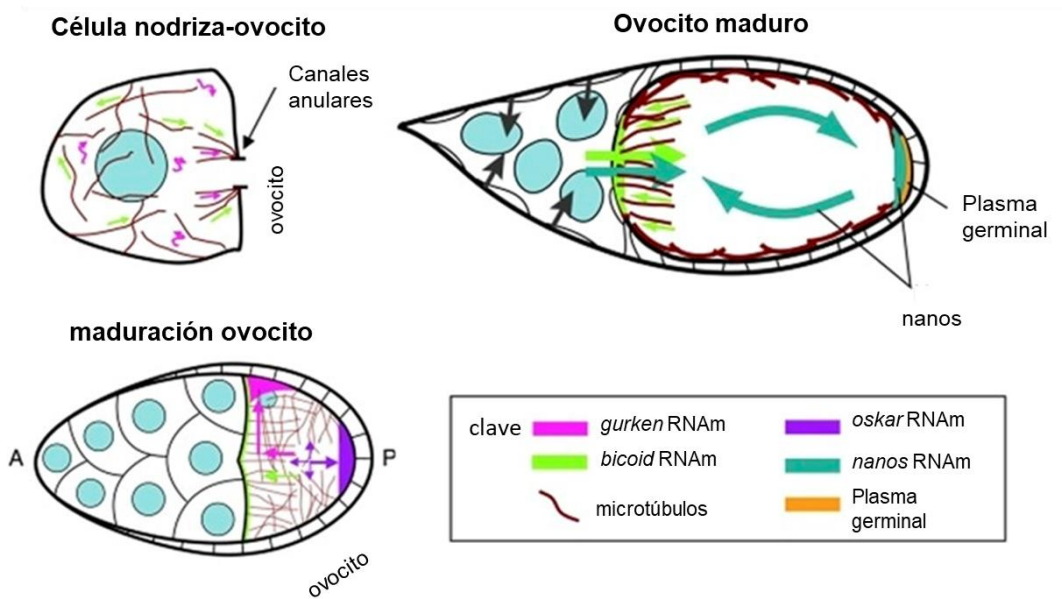 Célula nodriza-ovocito
Canales
anulares
ovocito
Ovocito maduro
Plasma
germinal
nanos
maduración ovocito
A
P
ovocito
clave
gurken RNAm
bicoid RNAm
microtúbulos
oskar RNAm
nanos RNAm
Plasma
germinal